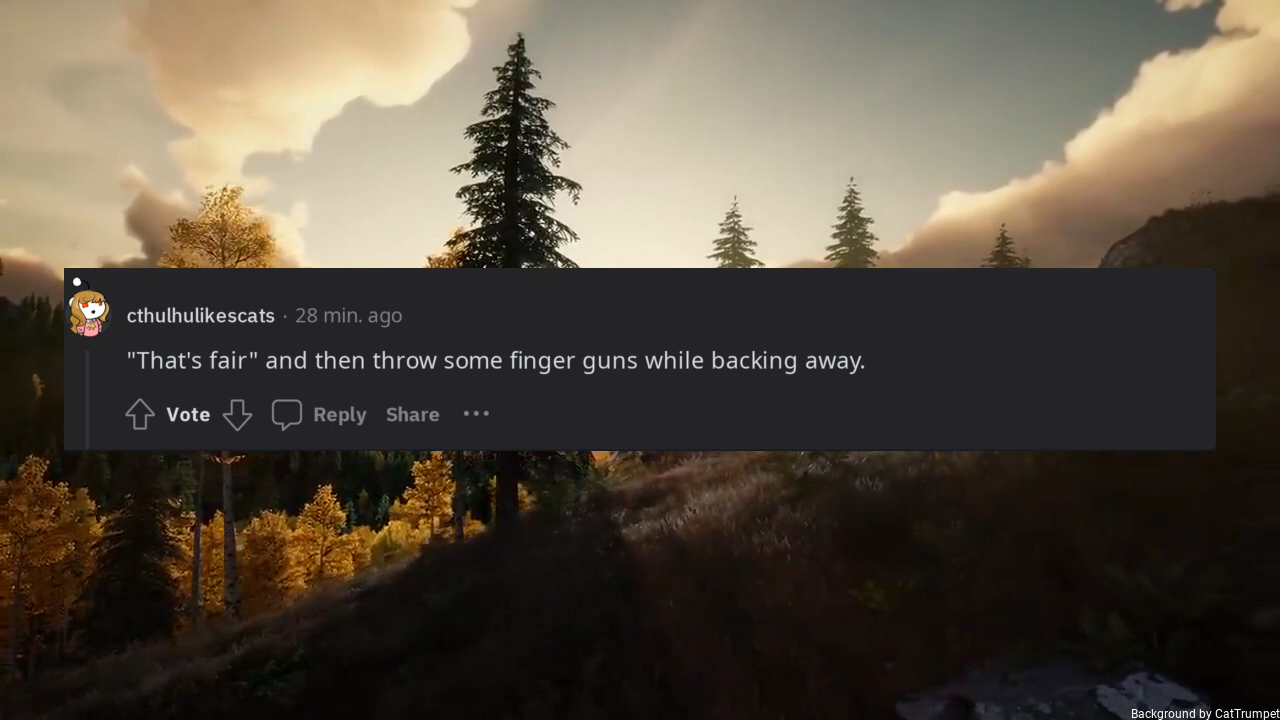 cthulhulikescats · 28 min. ago
"That's fair" and then throw some finger guns while backing away.
Vote Reply Share ···
Background by CatTrumpet